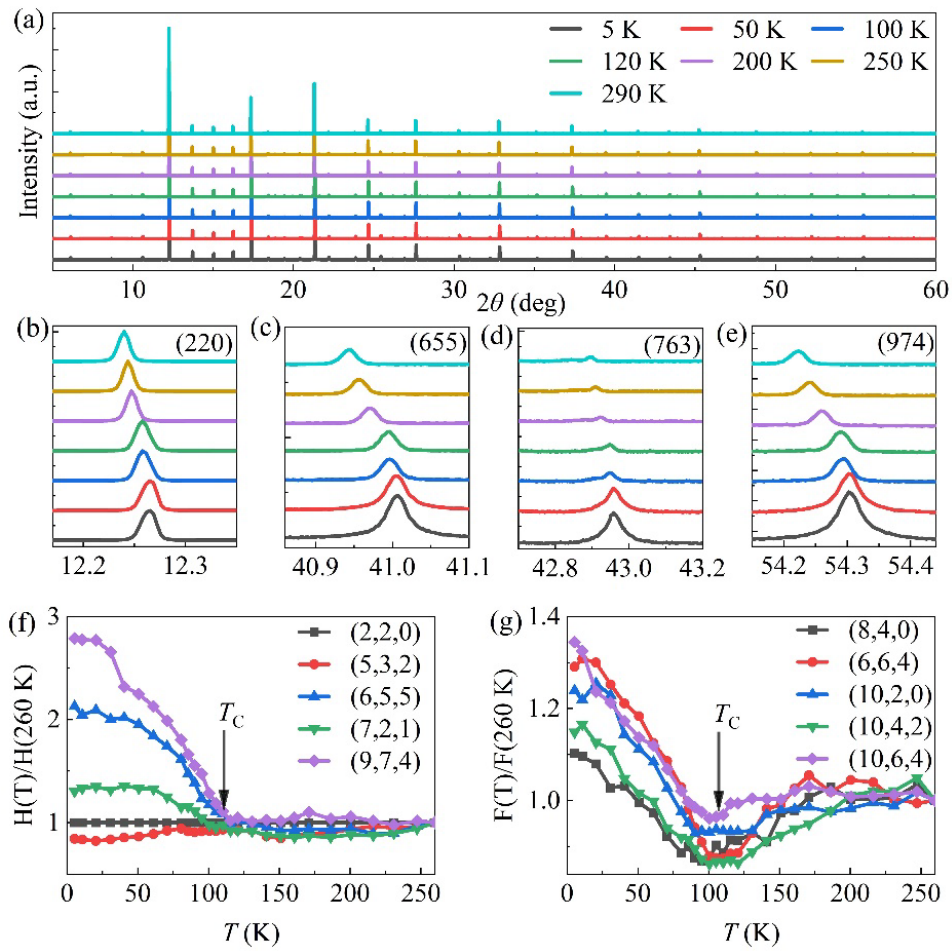 (a)
5 K 50 K 100 K
120 K 200 K 250 K
290 K
Intensity (a.u.)
10 20 30 40 50 60
2θ (deg)
(b) (220)
12.2 12.3
(c) (655)
40.9 41.0 41.1
(d) (763)
42.8 43.0 43.2
(e) (974)
54.2 54.3 54.4
(f)
H(T)/H(260 K)
3
2
1
(2,2,0)
(5,3,2)
(6,5,5)
(7,2,1)
(9,7,4)
TC
0 50 100 150 200 250
T (K)
(g)
F(T)/F(260 K)
1.4
1.2
1.0
(8,4,0)
(6,6,4)
(10,2,0)
(10,4,2)
(10,6,4)
TC
0 50 100 150 200 250
T (K)